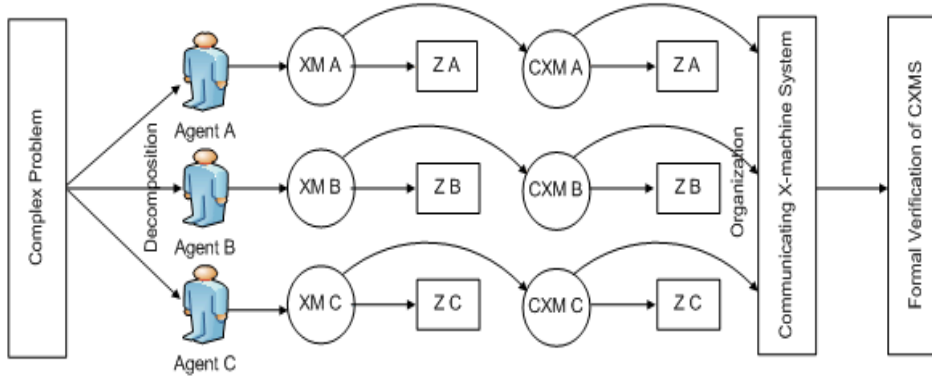 Complex Problem
Decomposition
Agent A
XM A
Z A
CXM A
Z A
Agent B
XM B
Z B
CXM B
Z B
Agent C
XM C
Z C
CXM C
Z C
Organization
Communicating X-machine System
Formal Verification of CXMS